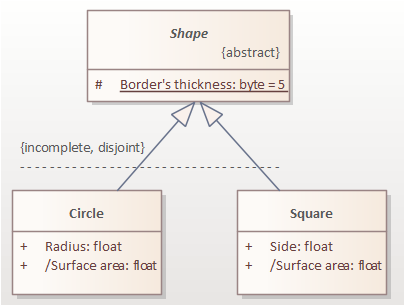 Shape
{abstract}
# Border's thickness: byte = 5
{incomplete, disjoint}
Circle
+ Radius: float
+ /Surface area: float
Square
+ Side: float
+ /Surface area: float